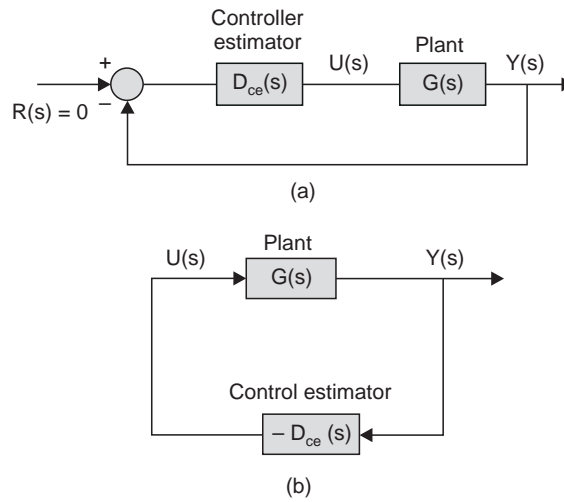 Controller
estimator
Plant
U(s)
Y(s)
+
D_ce(s)
G(s)
R(s) = 0
–
(a)
Plant
U(s)
Y(s)
G(s)
Control estimator
– D_ce (s)
(b)